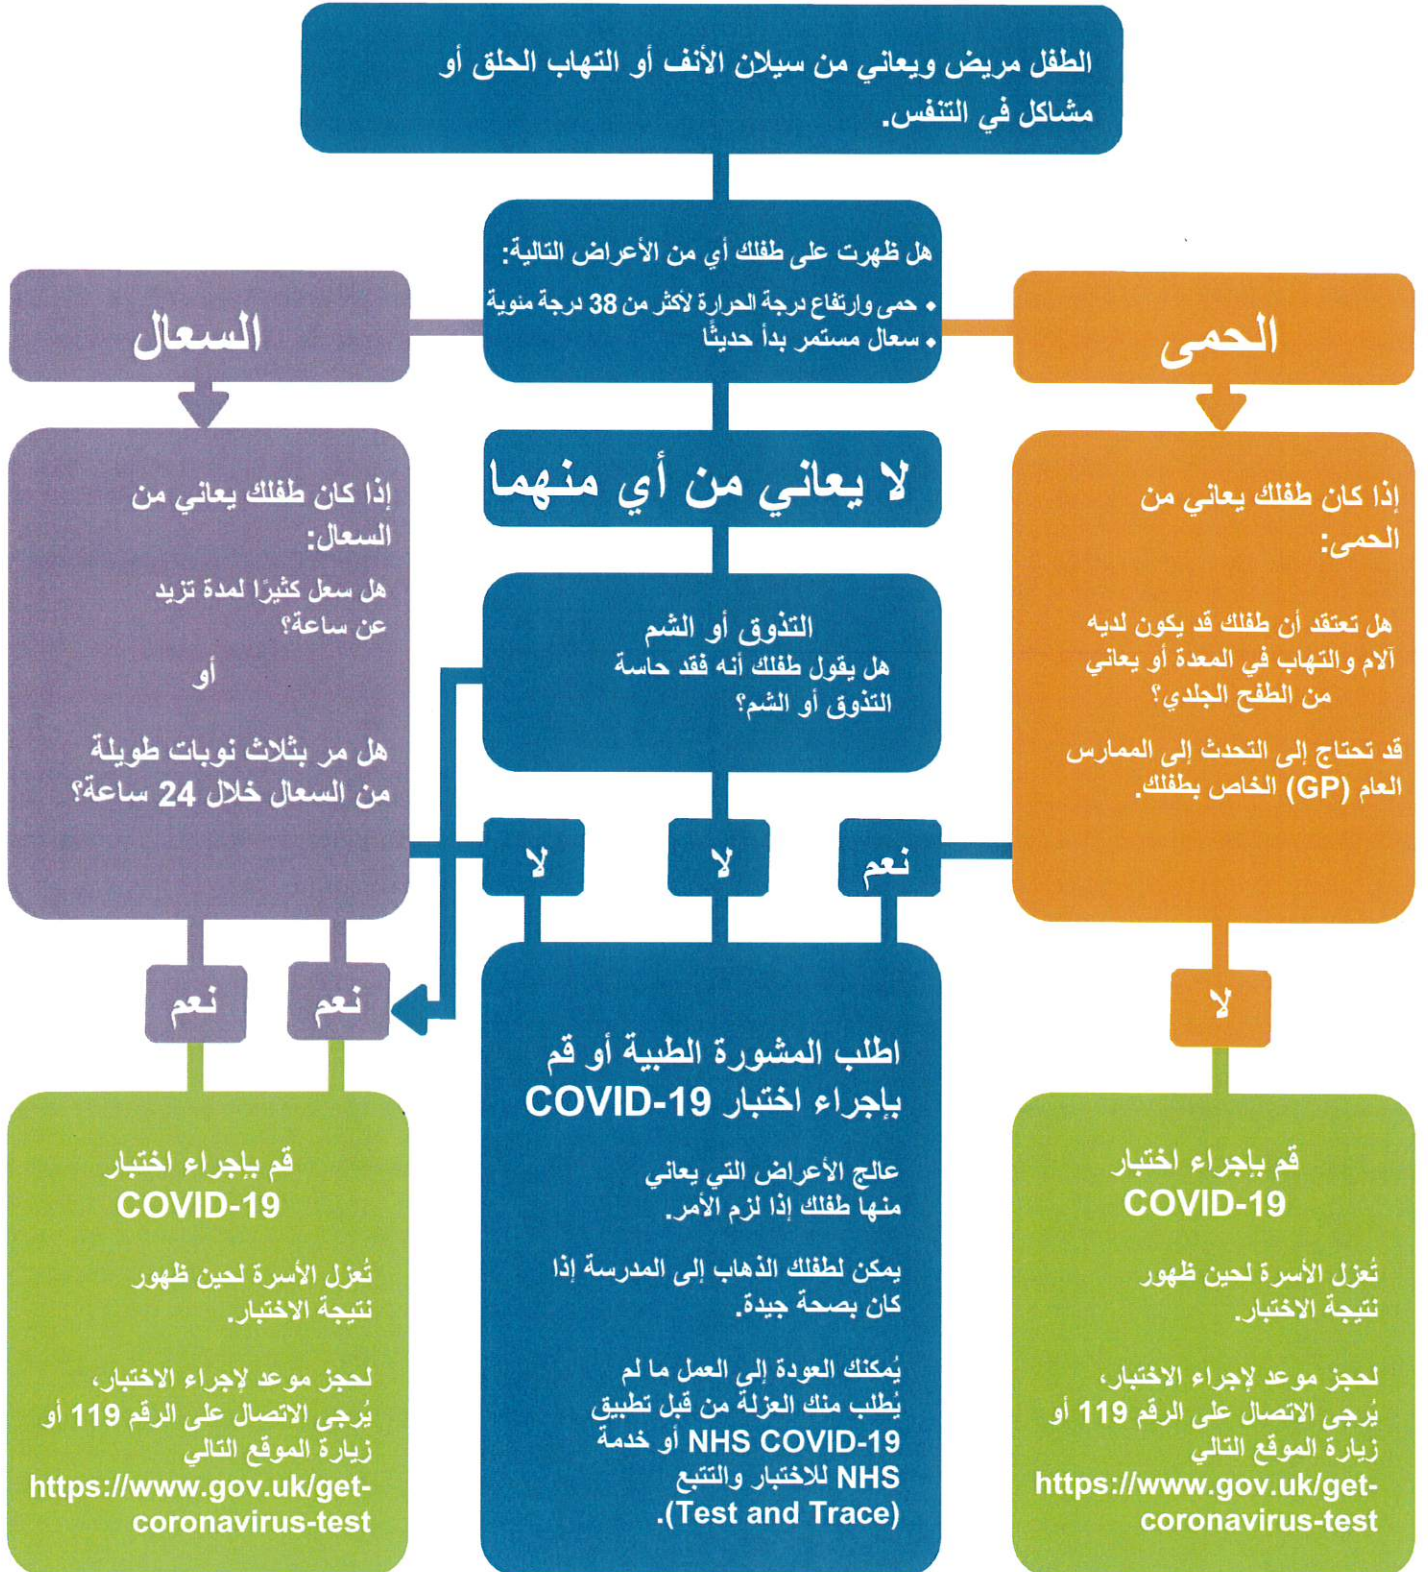 الطفل مريض ويعاني من سيلان الأنف أو التهاب الحلق أو
مشاكل في التنفس.
هل ظهرت على طفلك أي من الأعراض التالية:
• حمى وارتفاع درجة الحرارة لأكثر من 38 درجة مئوية
• سعال مستمر بدأ حديثًا
الحمى
السعال
لا يعاني من أي منهما
إذا كان طفلك يعاني من
الحمى:
هل تعتقد أن طفلك قد يكون لديه
آلام والتهاب في المعدة أو يعاني
من الطفح الجلدي؟
قد تحتاج إلى التحدث إلى الممارس
العام (GP) الخاص بطفلك.
التذوق أو الشم
هل يقول طفلك أنه فقد حاسة
التذوق أو الشم؟
إذا كان طفلك يعاني من
السعال:
هل سعل كثيرًا لمدة تزيد
عن ساعة؟
أو
هل مر بثلاث نوبات طويلة
من السعال خلال 24 ساعة؟
نعم
لا
لا
لا
نعم
نعم
قم بإجراء اختبار
COVID-19
تُعزل الأسرة لحين ظهور
نتيجة الاختبار.
لحجز موعد لإجراء الاختبار،
يُرجى الاتصال على الرقم 119 أو
زيارة الموقع التالي
https://www.gov.uk/get-
coronavirus-test
اطلب المشورة الطبية أو قم
بإجراء اختبار COVID-19
عالج الأعراض التي يعاني
منها طفلك إذا لزم الأمر.
يمكن لطفلك الذهاب إلى المدرسة إذا
كان بصحة جيدة.
يُمكنك العودة إلى العمل ما لم
يُطلب منك العزلة من قبل تطبيق
NHS COVID-19 أو خدمة
NHS للاختبار والتتبع
(Test and Trace).
قم بإجراء اختبار
COVID-19
تُعزل الأسرة لحين ظهور
نتيجة الاختبار.
لحجز موعد لإجراء الاختبار،
يُرجى الاتصال على الرقم 119 أو
زيارة الموقع التالي
https://www.gov.uk/get-
coronavirus-test